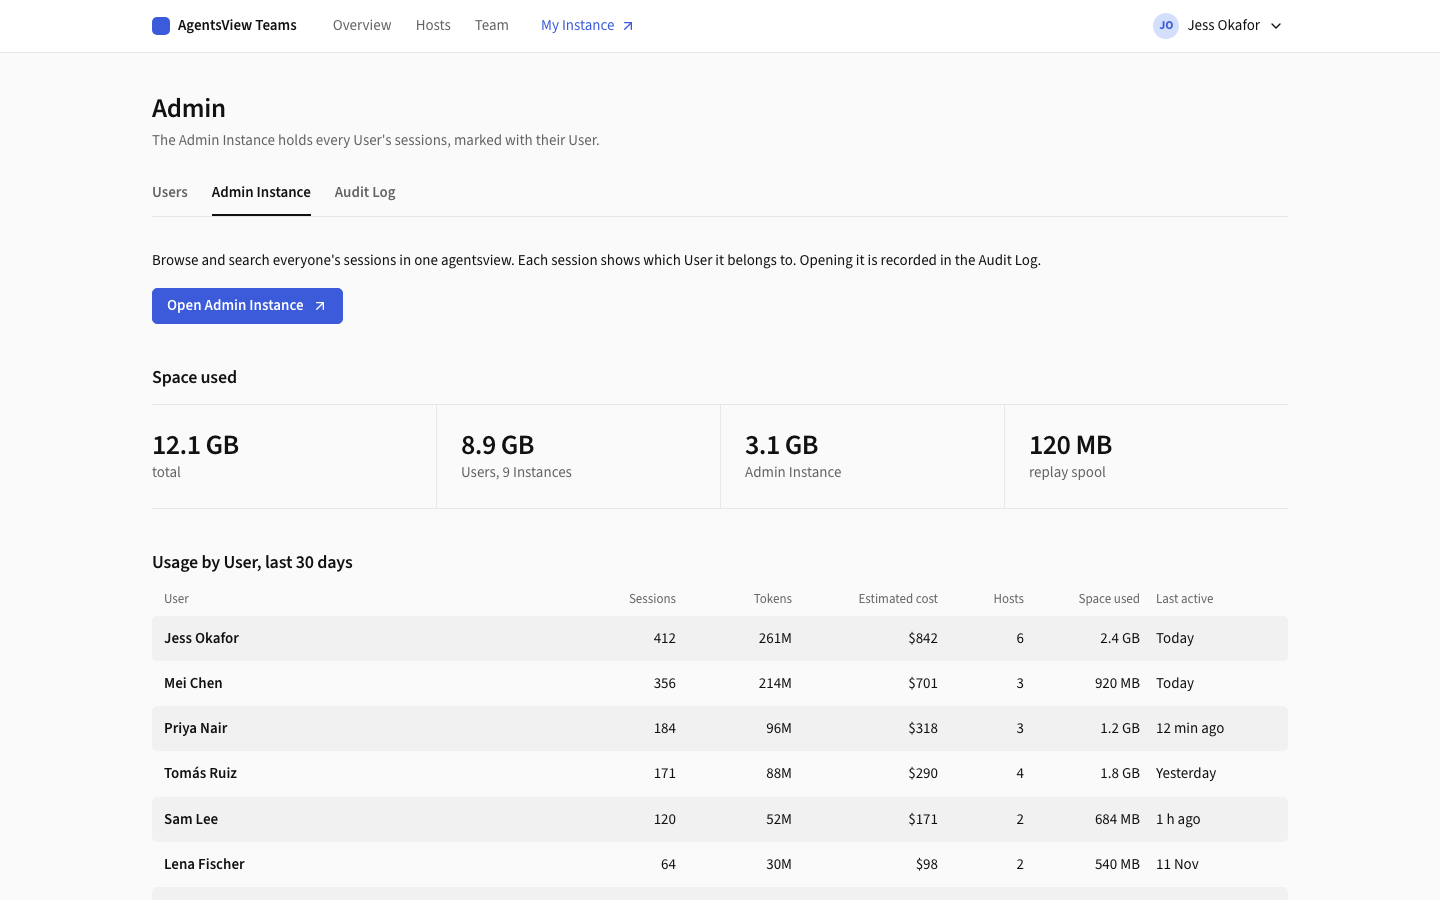 AgentsView Teams Overview Hosts Team My Instance JO Jess Okafor
Admin
The Admin Instance holds every User's sessions, marked with their User.
Users Admin Instance Audit Log
Browse and search everyone's sessions in one agentsview. Each session shows which User it belongs to. Opening it is recorded in the Audit Log.
Open Admin Instance
Space used
12.1 GB 8.9 GB 3.1 GB 120 MB
total Users, 9 Instances Admin Instance replay spool
Usage by User, last 30 days
User Sessions Tokens Estimated cost Hosts Space used Last active
Jess Okafor 412 261M $842 6 2.4 GB Today
Mei Chen 356 214M $701 3 920 MB Today
Priya Nair 184 96M $318 3 1.2 GB 12 min ago
Tomás Ruiz 171 88M $290 4 1.8 GB Yesterday
Sam Lee 120 52M $171 2 684 MB 1 h ago
Lena Fischer 64 30M $98 2 540 MB 11 Nov